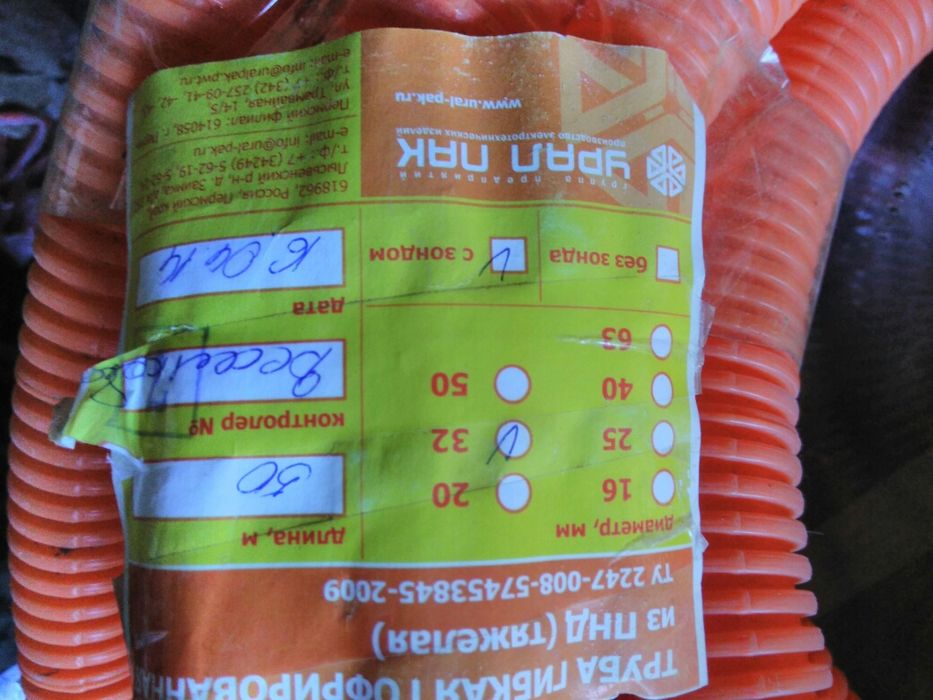 ТРУБА ГИБКАЯ ГОФРИРОВАННАЯ
ИЗ ПНД (тяжелая)
ТУ 2247-008-57453845-2009
диаметр, мм
16
20
25
32
40
50
63
без зонда
с зондом
длина, м
50
контролер №
дата
УРАЛ ПАК
группа предприятий
производство электротехнических изделий
www.ural-pak.ru
618962, Россия, Пермский край,
Лысьвенский р-н, д. Заимка,
т./ф.: + 7 (34249) 5-62-19,
e-mail: info@ural-pak.ru
Пермский филиал: 614058, г.
ул. Трамвайная, 14/5
т./ф.: +7 (342) 257-09-41, -42,
e-mail: info@uralpak.pwt.ru